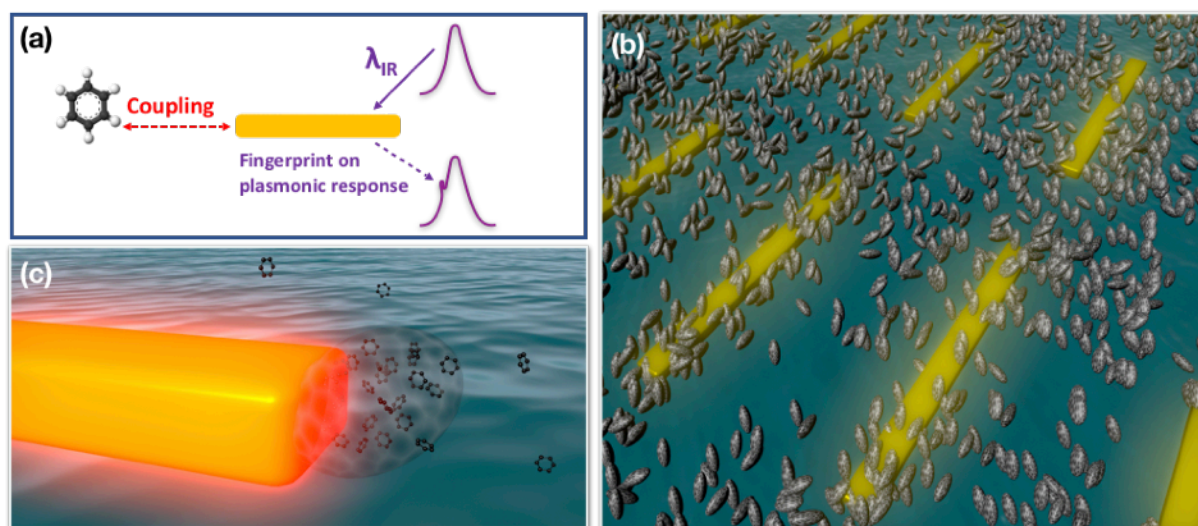 (a)
λIR
Coupling
Fingerprint on
plasmonic response
(b)
(c)